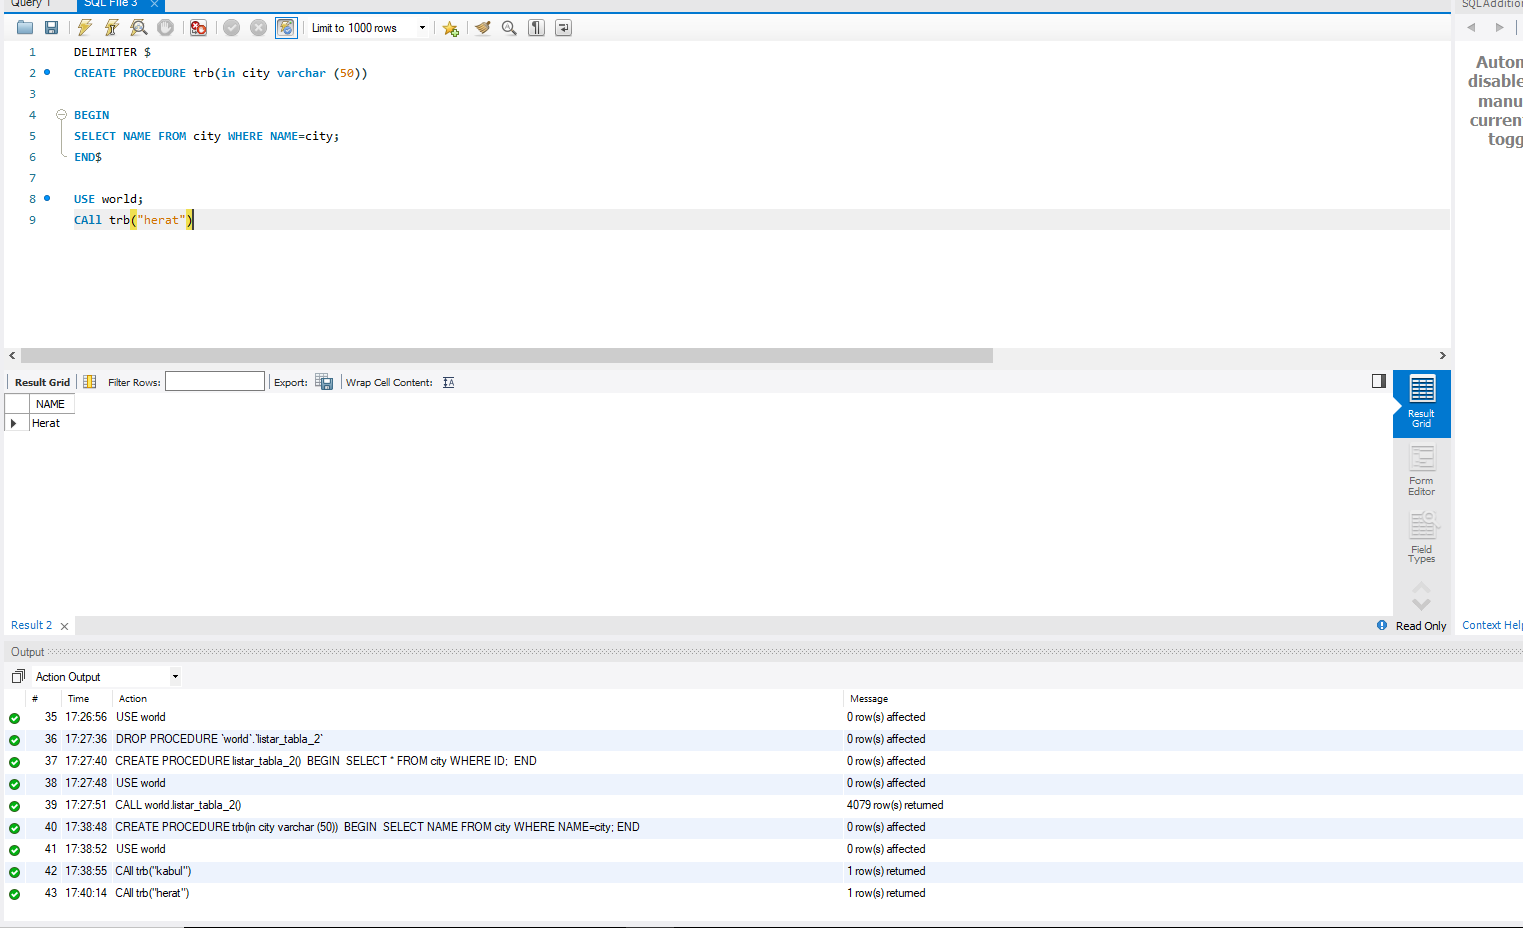 Query 1
SQL File 3
SQLAddition
Limit to 1000 rows
1 DELIMITER $
2 CREATE PROCEDURE trb(in city varchar (50))
3
4 BEGIN
5 SELECT NAME FROM city WHERE NAME=city;
6 END$
7
8 USE world;
9 CAll trb("herat")
Autom
disable
manu
curren
togg
Result Grid Filter Rows: Export: Wrap Cell Content:
NAME
Herat
Result
Grid
Form
Editor
Field
Types
Result 2
Read Only
Context Help
Output
Action Output
# Time Action Message
35 17:26:56 USE world 0 row(s) affected
36 17:27:36 DROP PROCEDURE `world`.`listar_tabla_2` 0 row(s) affected
37 17:27:40 CREATE PROCEDURE listar_tabla_2() BEGIN SELECT * FROM city WHERE ID; END 0 row(s) affected
38 17:27:48 USE world 0 row(s) affected
39 17:27:51 CALL world.listar_tabla_2() 4079 row(s) returned
40 17:38:48 CREATE PROCEDURE trb(in city varchar (50)) BEGIN SELECT NAME FROM city WHERE NAME=city; END 0 row(s) affected
41 17:38:52 USE world 0 row(s) affected
42 17:38:55 CAll trb("kabul") 1 row(s) returned
43 17:40:14 CAll trb("herat") 1 row(s) returned